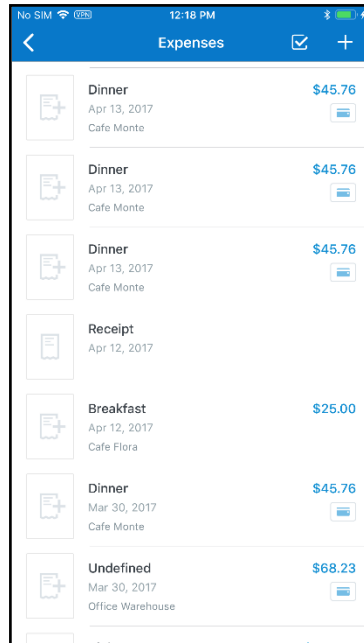 No SIM VPN 12:18 PM
Expenses
Dinner $45.76
Apr 13, 2017
Cafe Monte
Dinner $45.76
Apr 13, 2017
Cafe Monte
Dinner $45.76
Apr 13, 2017
Cafe Monte
Receipt
Apr 12, 2017
Breakfast $25.00
Apr 12, 2017
Cafe Flora
Dinner $45.76
Mar 30, 2017
Cafe Monte
Undefined $68.23
Mar 30, 2017
Office Warehouse